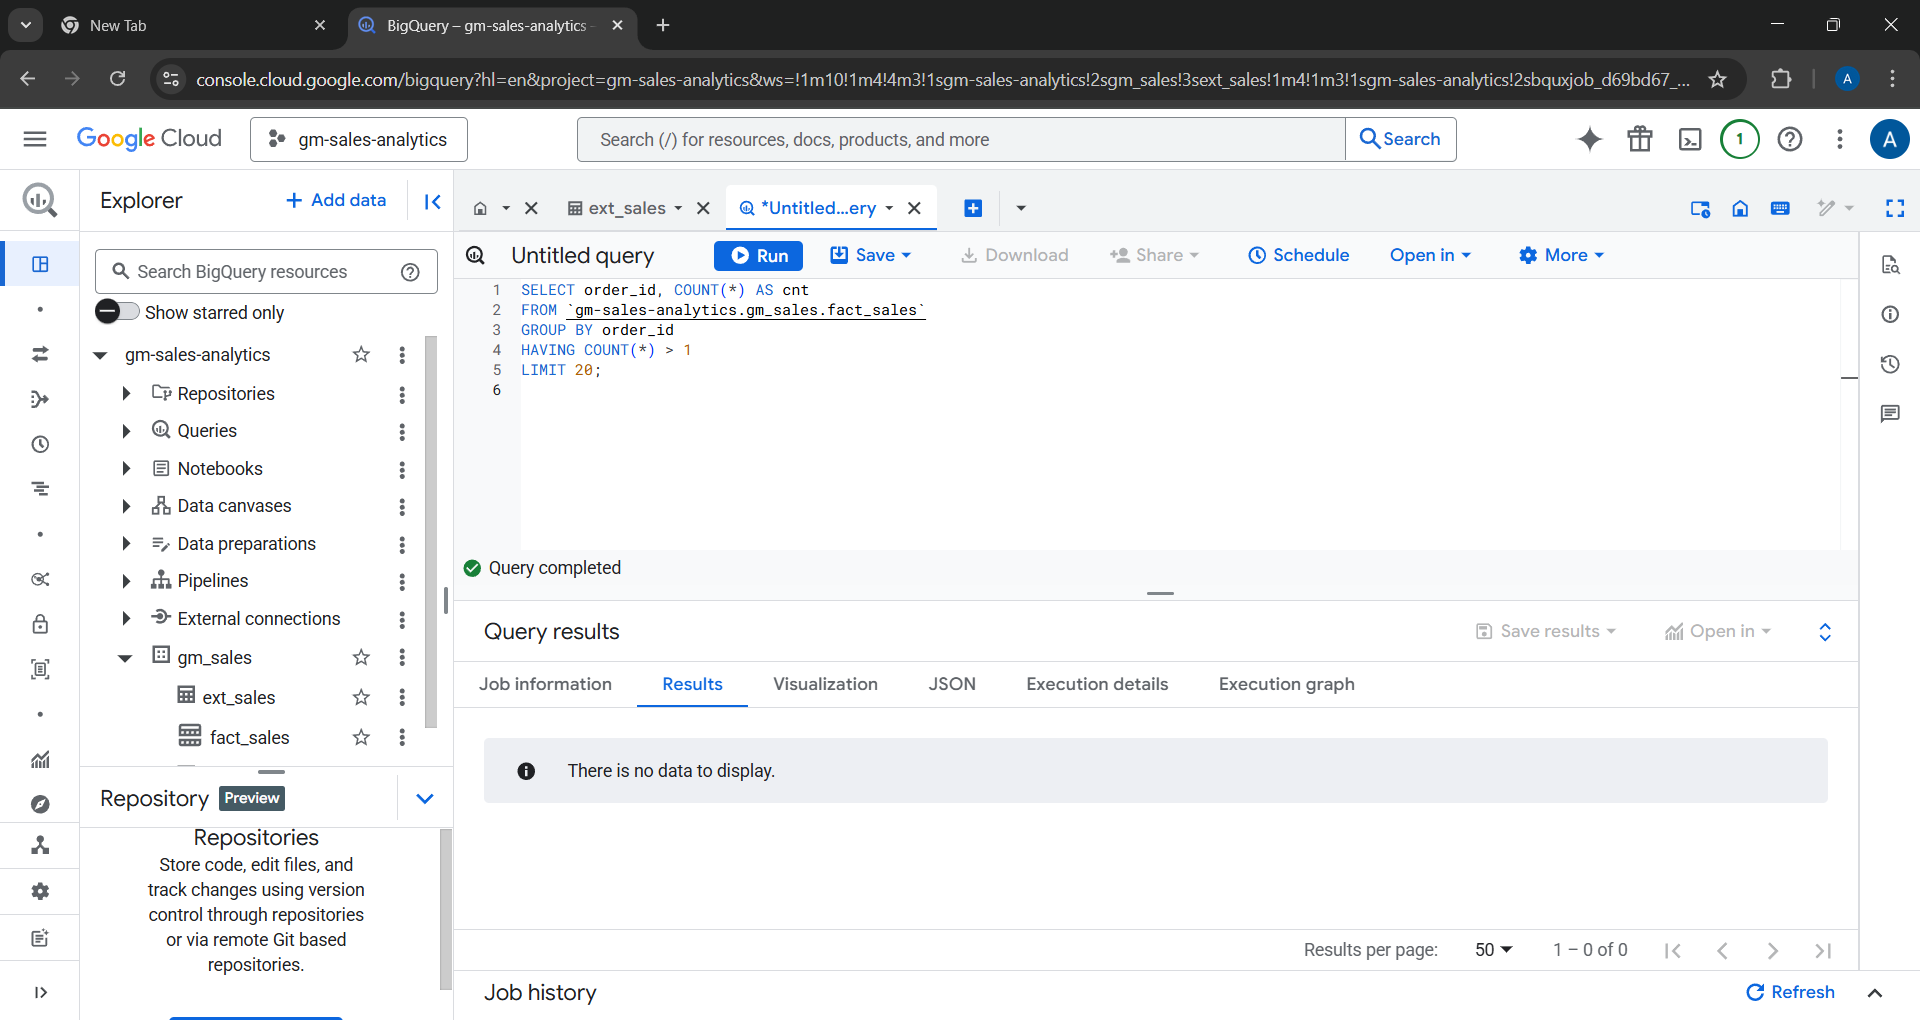 New Tab
BigQuery – gm-sales-analytics –
console.cloud.google.com/bigquery?hl=en&project=gm-sales-analytics&ws=!1m10!1m4!4m3!1sgm-sales-analytics!2sgm_sales!3sext_sales!1m4!1m3!1sgm-sales-analytics!2sbquxjob_d69bd67_...
A
Google Cloud
gm-sales-analytics
Search (/) for resources, docs, products, and more
Search
1
A
Explorer
+ Add data
ext_sales
*Untitled...ery
Untitled query
Run
Save
Download
Share
Schedule
Open in
More
Search BigQuery resources
Show starred only
gm-sales-analytics
Repositories
Queries
Notebooks
Data canvases
Data preparations
Pipelines
External connections
gm_sales
ext_sales
fact_sales
1 SELECT order_id, COUNT(*) AS cnt
2 FROM `gm-sales-analytics.gm_sales.fact_sales`
3 GROUP BY order_id
4 HAVING COUNT(*) > 1
5 LIMIT 20;
6
Query completed
Query results
Save results
Open in
Job information
Results
Visualization
JSON
Execution details
Execution graph
There is no data to display.
Repository Preview
Repositories
Store code, edit files, and
track changes using version
control through repositories
or via remote Git based
repositories.
Results per page: 50 1 – 0 of 0
Job history
Refresh